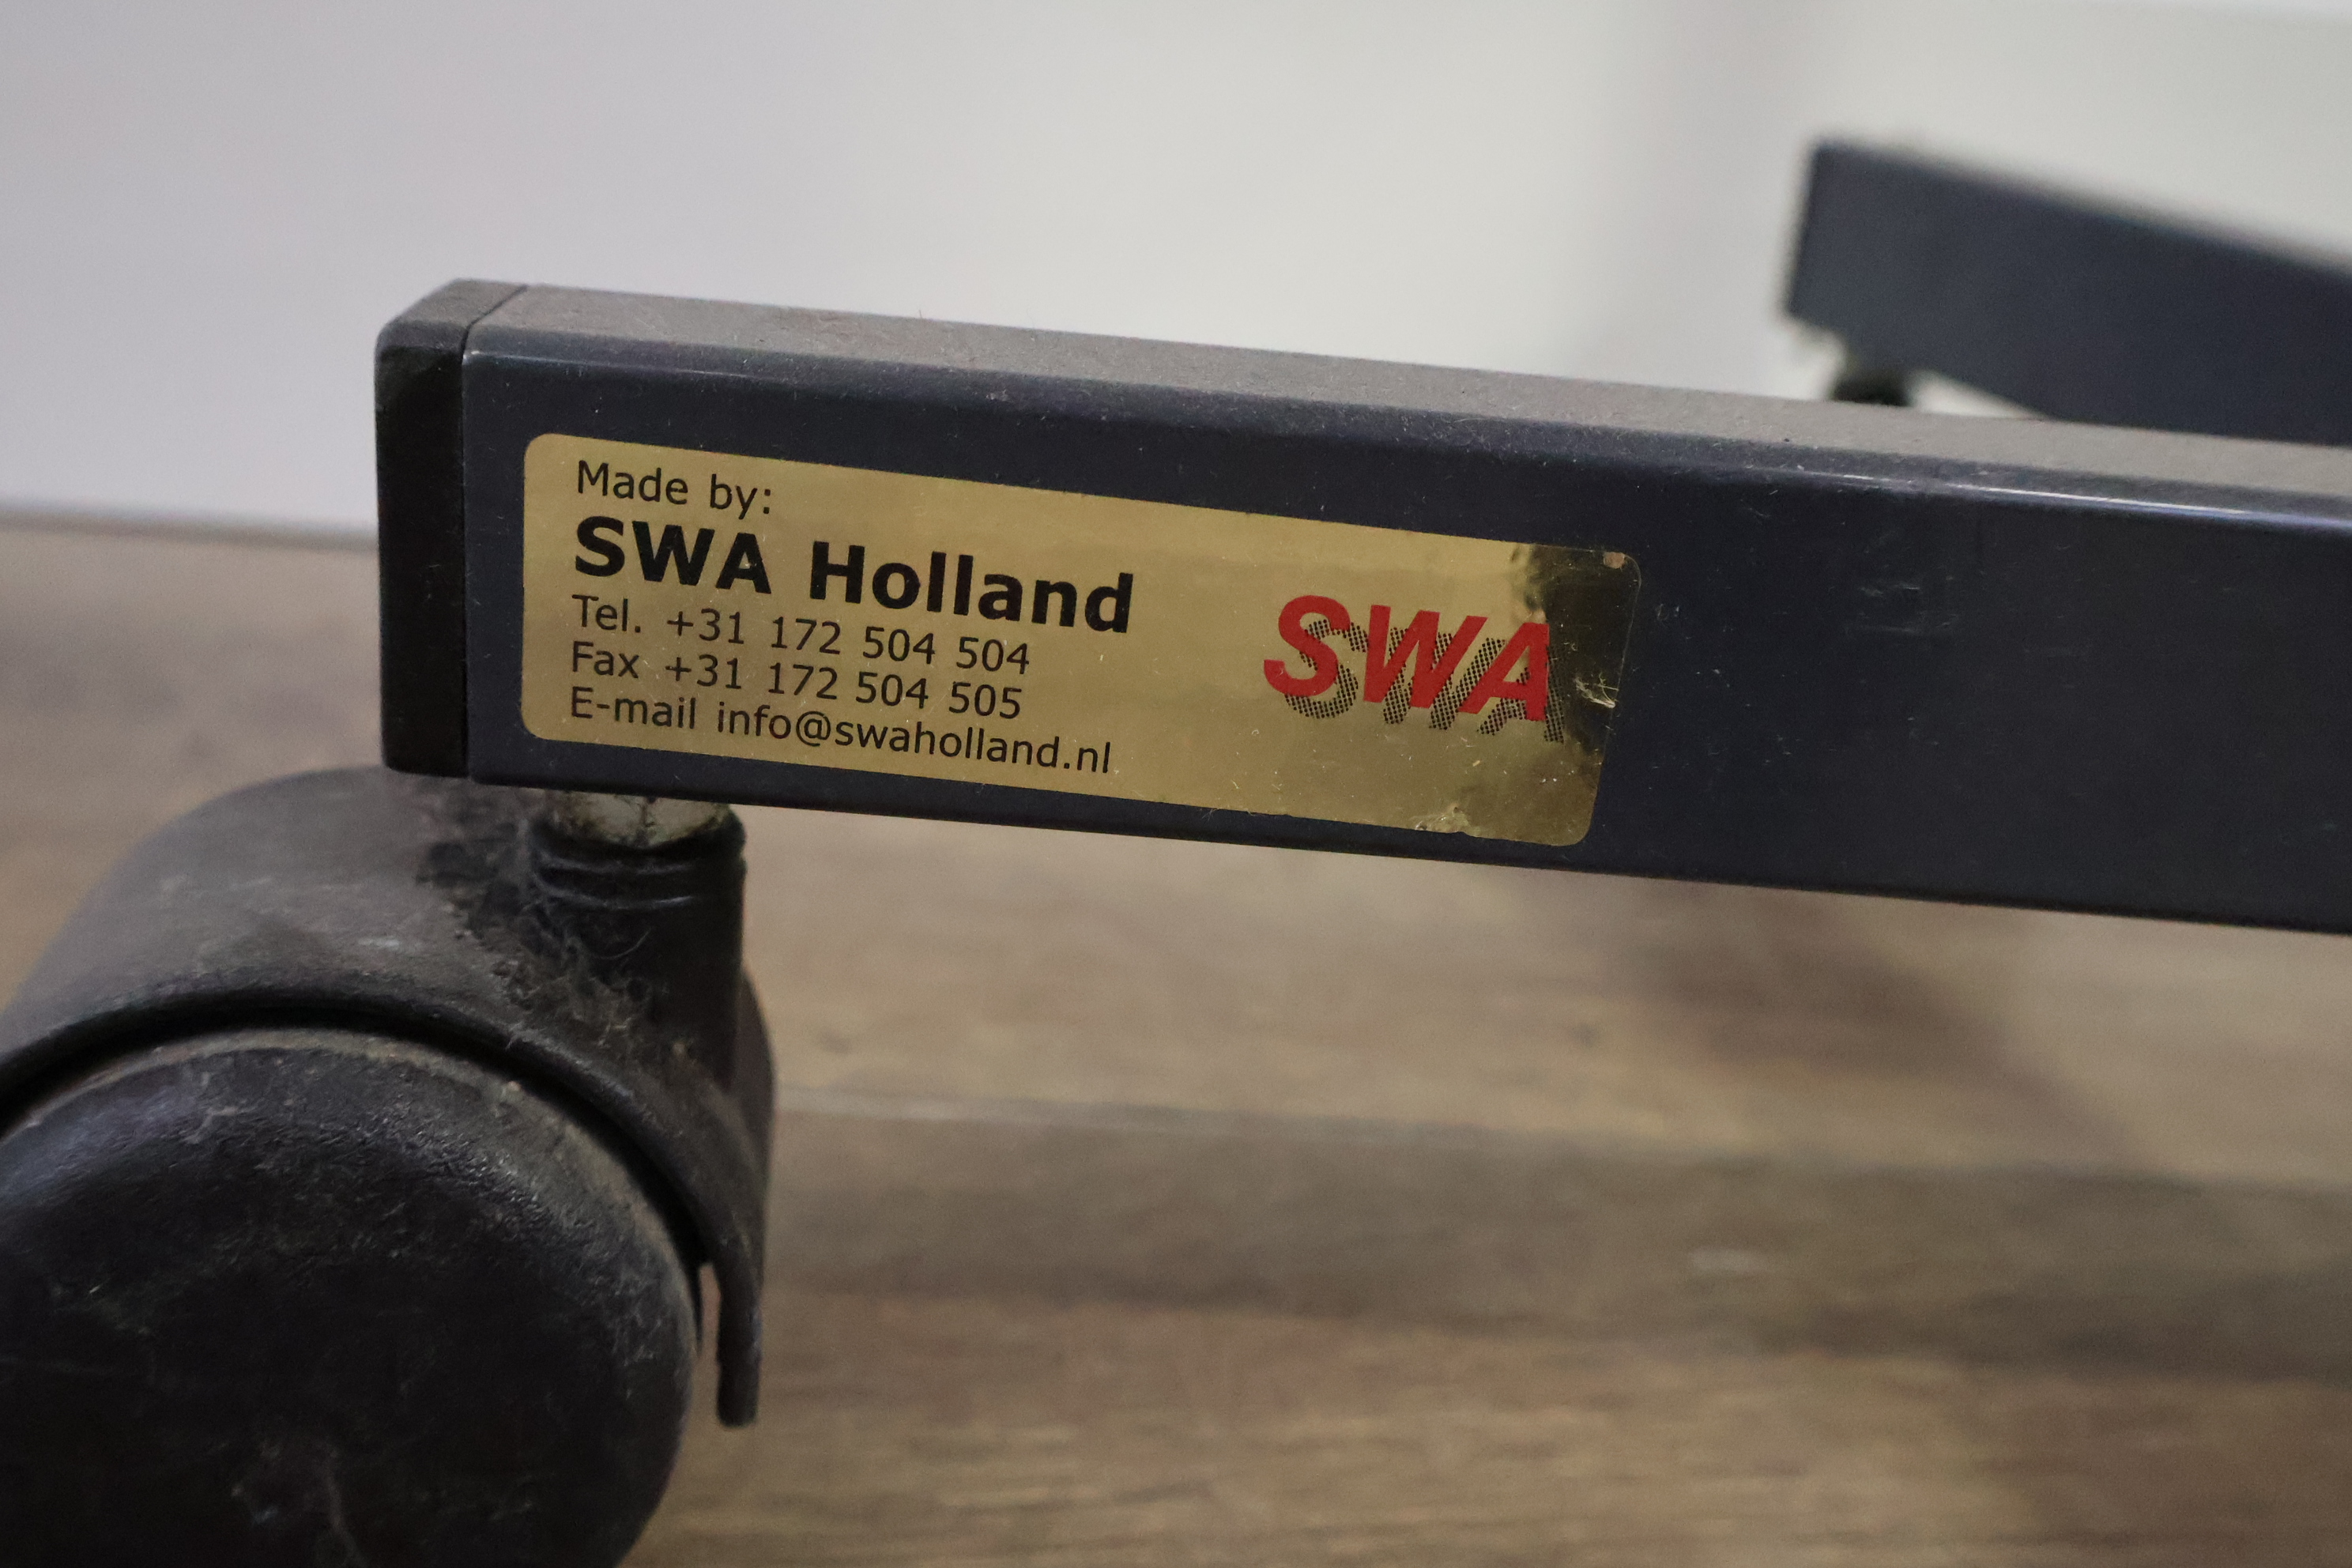 Made by:
SWA Holland
Tel. +31 172 504 504
Fax +31 172 504 505
E-mail info@swaholland.nl
SWA